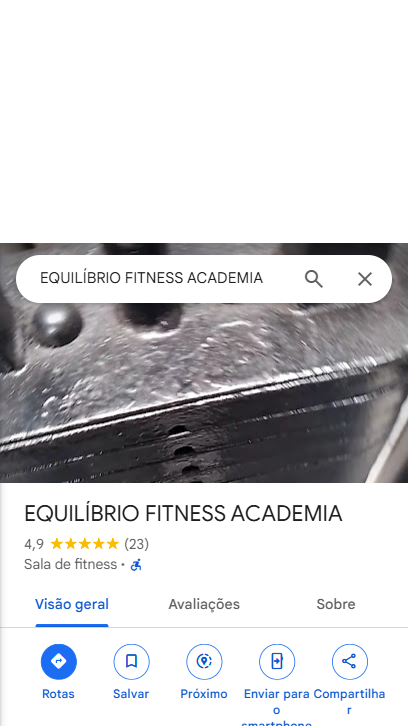 EQUILÍBRIO FITNESS ACADEMIA
EQUILÍBRIO FITNESS ACADEMIA
4,9 ★★★★★ (23)
Sala de fitness ·
Visão geral Avaliações Sobre
Rotas Salvar Próximo Enviar para o smartphone Compartilhar